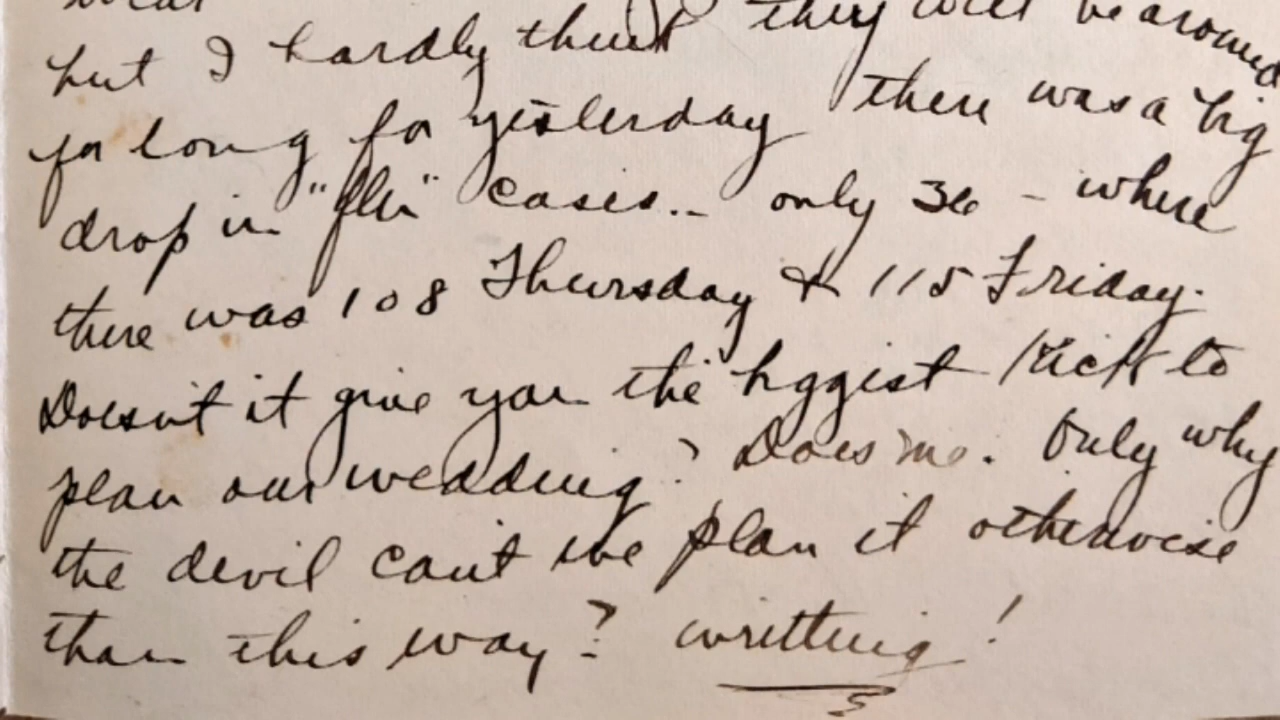 but I hardly think they will be around
for long for yesterday there was a big
drop in "flu" cases.. only 36 - where
there was 108 Thursday & 115 Friday.
Doesn't it give you the biggest kick to
plan our wedding? Does me. Only why
the devil can't we plan it otherwise
than this way? writting!